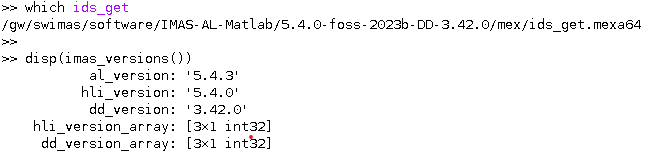 >> which ids_get
/gw/swimas/software/IMAS-AL-Matlab/5.4.0-foss-2023b-DD-3.42.0/mex/ids_get.mexa64
>>
>> disp(imas_versions())
al_version: '5.4.3'
hli_version: '5.4.0'
dd_version: '3.42.0'
hli_version_array: [3×1 int32]
dd_version_array: [3×1 int32]